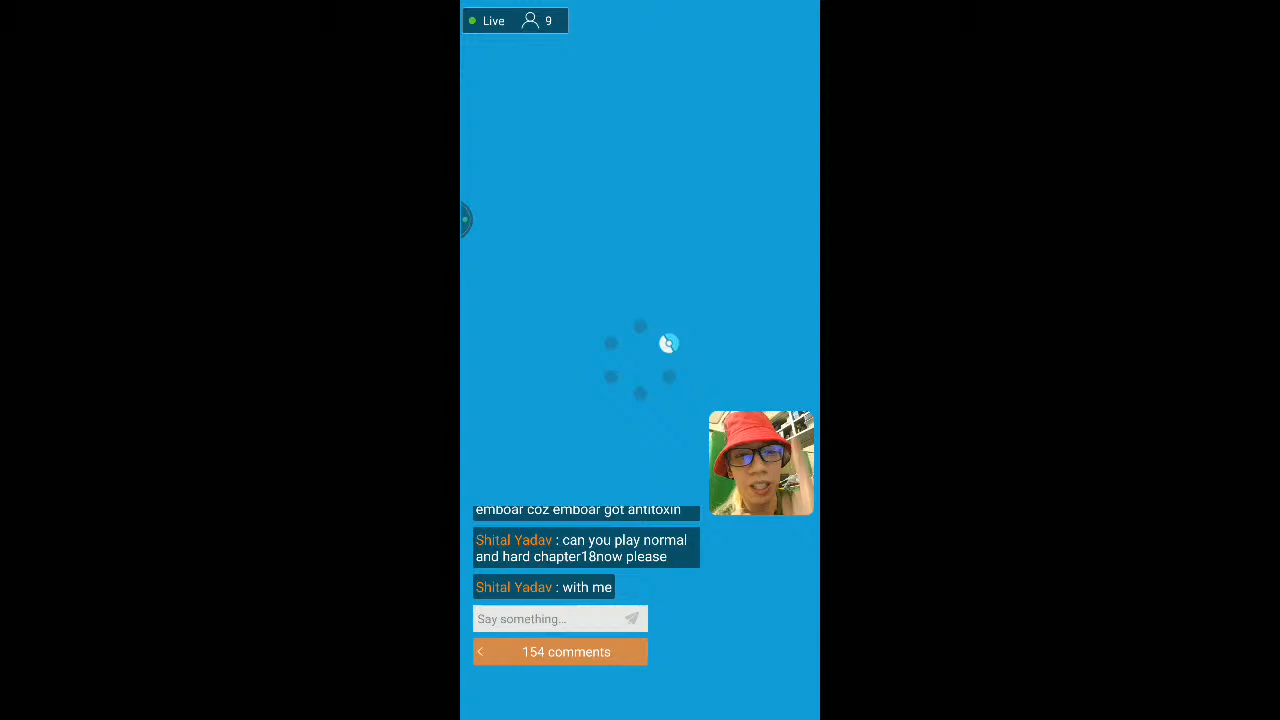 Live 9
emboar coz emboar got antitoxin
Shital Yadav : can you play normal
and hard chapter18now please
Shital Yadav : with me
Say something...
154 comments